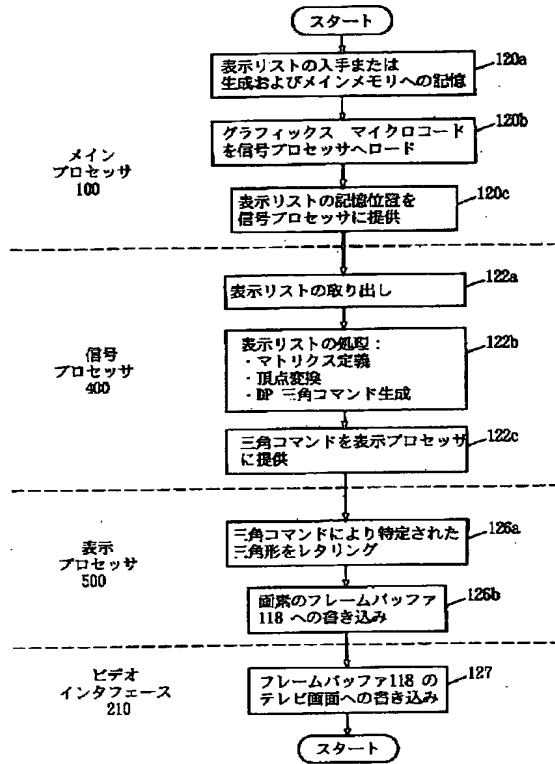 スタート
表示リストの入手または
生成およびメインメモリへの記憶
120a
グラフィックス マイクロコード
を信号プロセッサへロード
120b
メイン
プロセッサ
100
表示リストの記憶位置を
信号プロセッサに提供
120c
表示リストの取り出し
122a
信号
プロセッサ
400
表示リストの処理：
・マトリクス定義
・頂点変換
・DP 三角コマンド生成
122b
三角コマンドを表示プロセッサ
に提供
122c
表示
プロセッサ
500
三角コマンドにより特定された
三角形をレタリング
126a
画素のフレームバッファ
118 への書き込み
126b
ビデオ
インタフェース
210
フレームバッファ118 の
テレビ画面への書き込み
127
スタート